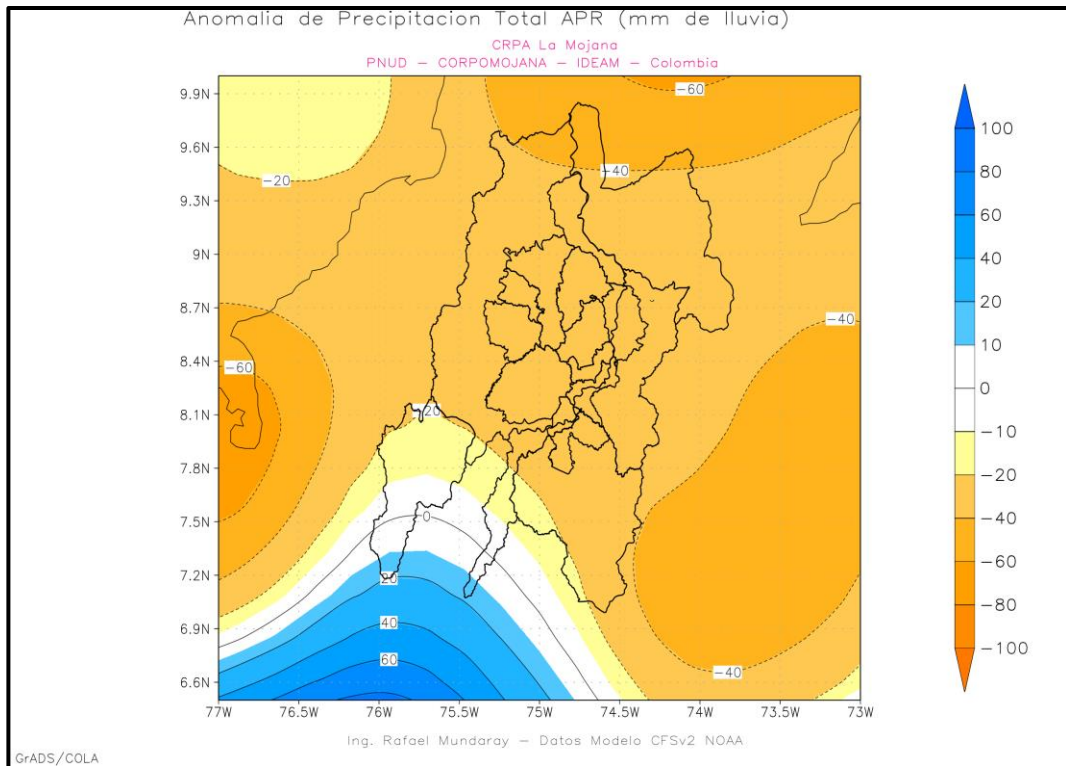 Anomalia de Precipitacion Total APR (mm de lluvia)
CRPA La Mojana
PNUD – CORPOMOJANA – IDEAM – Colombia
9.9N
9.6N
9.3N
9N
8.7N
8.4N
8.1N
7.8N
7.5N
7.2N
6.9N
6.6N
-60
-40
-20
-40
-60
-20
0
20
40
60
-40
77W 76.5W 76W 75.5W 75W 74.5W 74W 73.5W 73W
100
80
60
40
20
10
0
-10
-20
-40
-60
-80
-100
Ing. Rafael Mundaray – Datos Modelo CFSv2 NOAA
GrADS/COLA